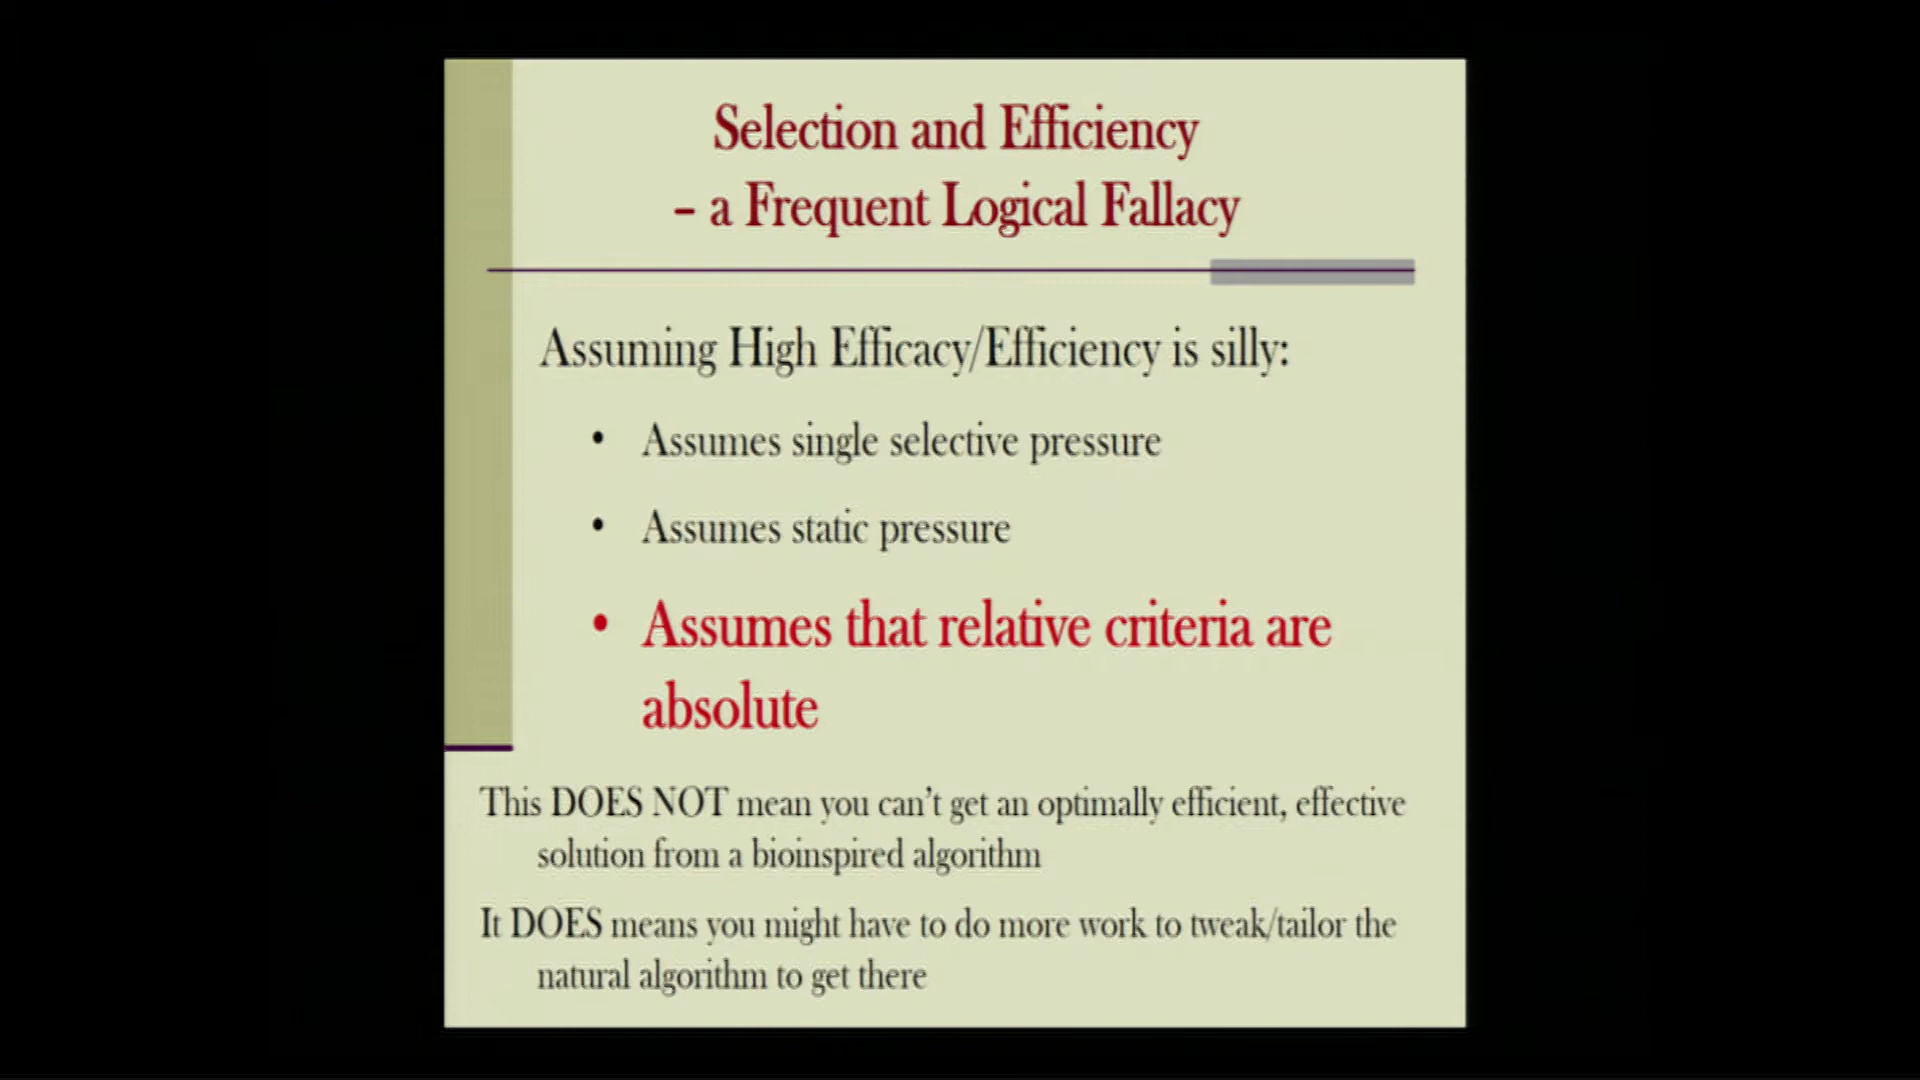 Selection and Efficiency
– a Frequent Logical Fallacy
Assuming High Efficacy/Efficiency is silly:
• Assumes single selective pressure
• Assumes static pressure
• Assumes that relative criteria are
absolute
This DOES NOT mean you can’t get an optimally efficient, effective
solution from a bioinspired algorithm
It DOES means you might have to do more work to tweak/tailor the
natural algorithm to get there